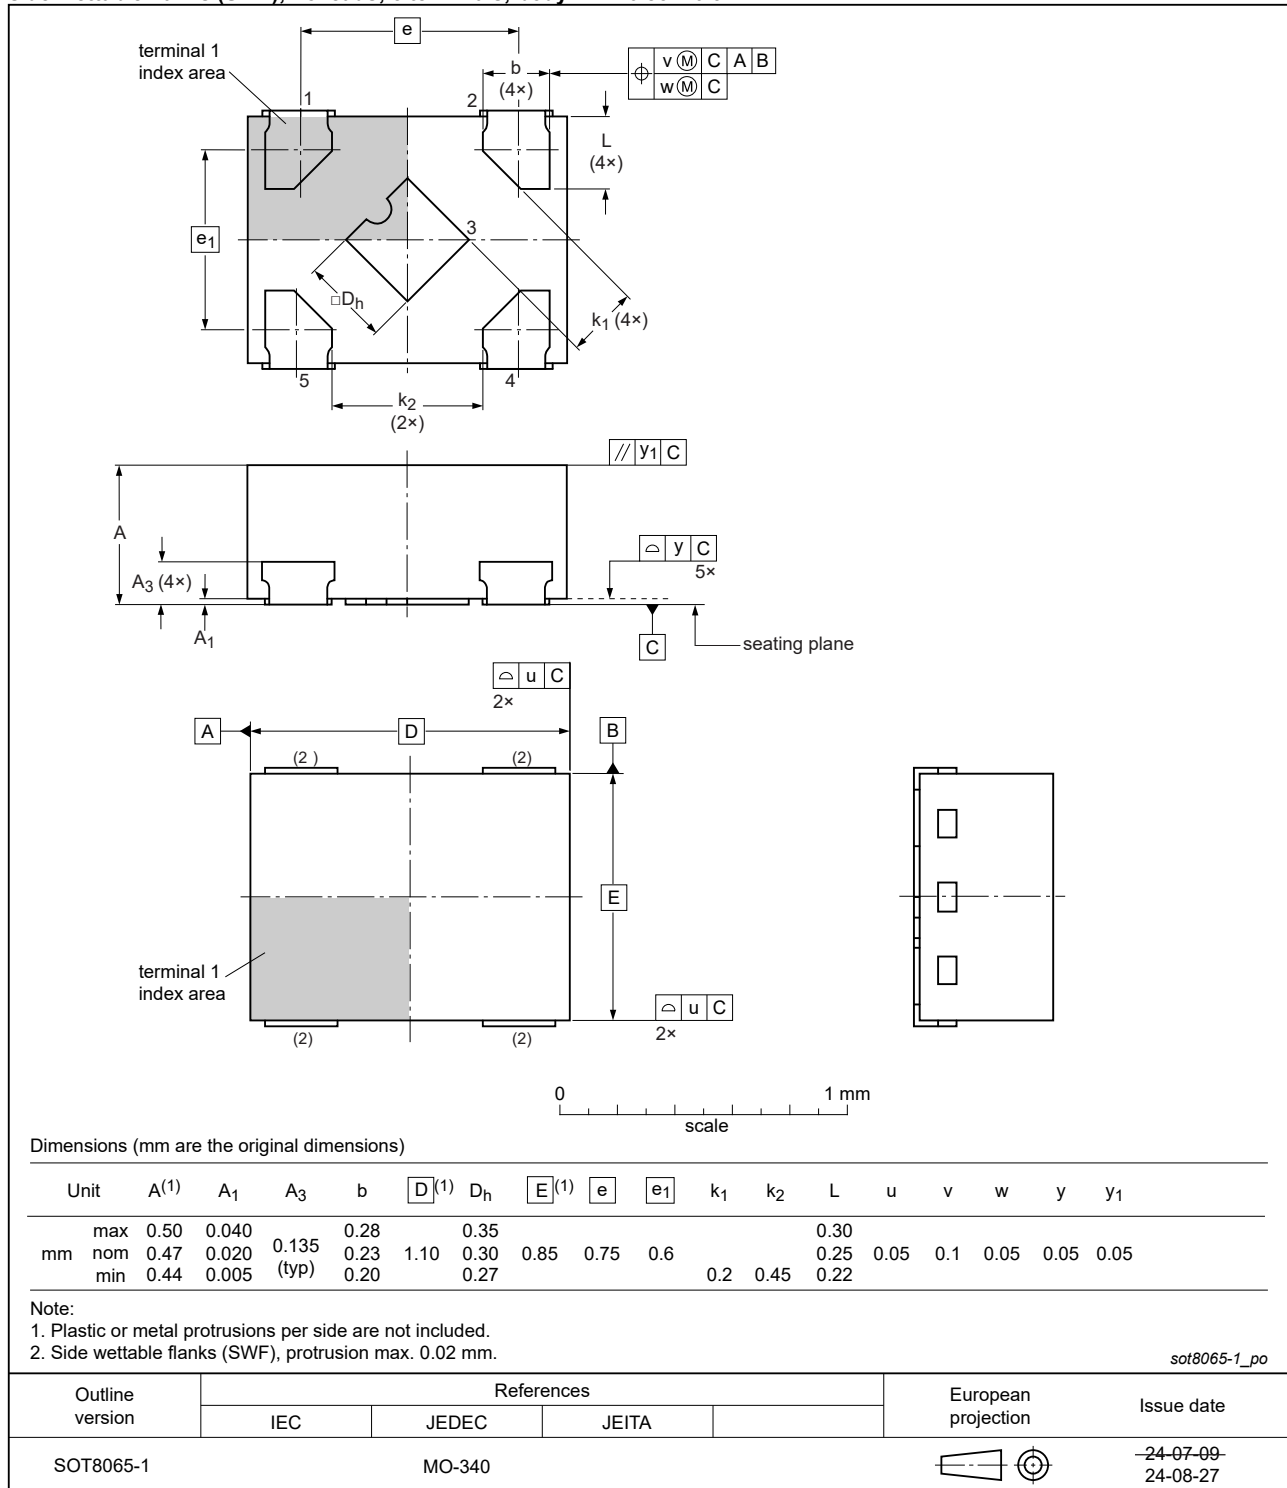 e
terminal 1
index area
b
(4×)
v Ⓜ C A B
w Ⓜ C
1
2
L
(4×)
e1
3
□Dh
k1 (4×)
5
4
k2
(2×)
// y1 C
A
y C
5×
A3 (4×)
A1
C
seating plane
u C
2×
A
D
B
(2 )
(2)
E
terminal 1
index area
u C
2×
(2)
(2)
0 1 mm
scale
Dimensions (mm are the original dimensions)
Unit A(1) A1 A3 b D(1) Dh E(1) e e1 k1 k2 L u v w y y1
max 0.50 0.040 0.28 0.35 0.30
mm nom 0.47 0.020 0.135 (typ) 0.23 1.10 0.30 0.85 0.75 0.6 0.25 0.05 0.1 0.05 0.05 0.05
min 0.44 0.005 0.20 0.27 0.2 0.45 0.22
Note:
1. Plastic or metal protrusions per side are not included.
2. Side wettable flanks (SWF), protrusion max. 0.02 mm.
sot8065-1_po
Outline version
References
European projection
Issue date
IEC JEDEC JEITA
SOT8065-1 MO-340
24-07-09
24-08-27